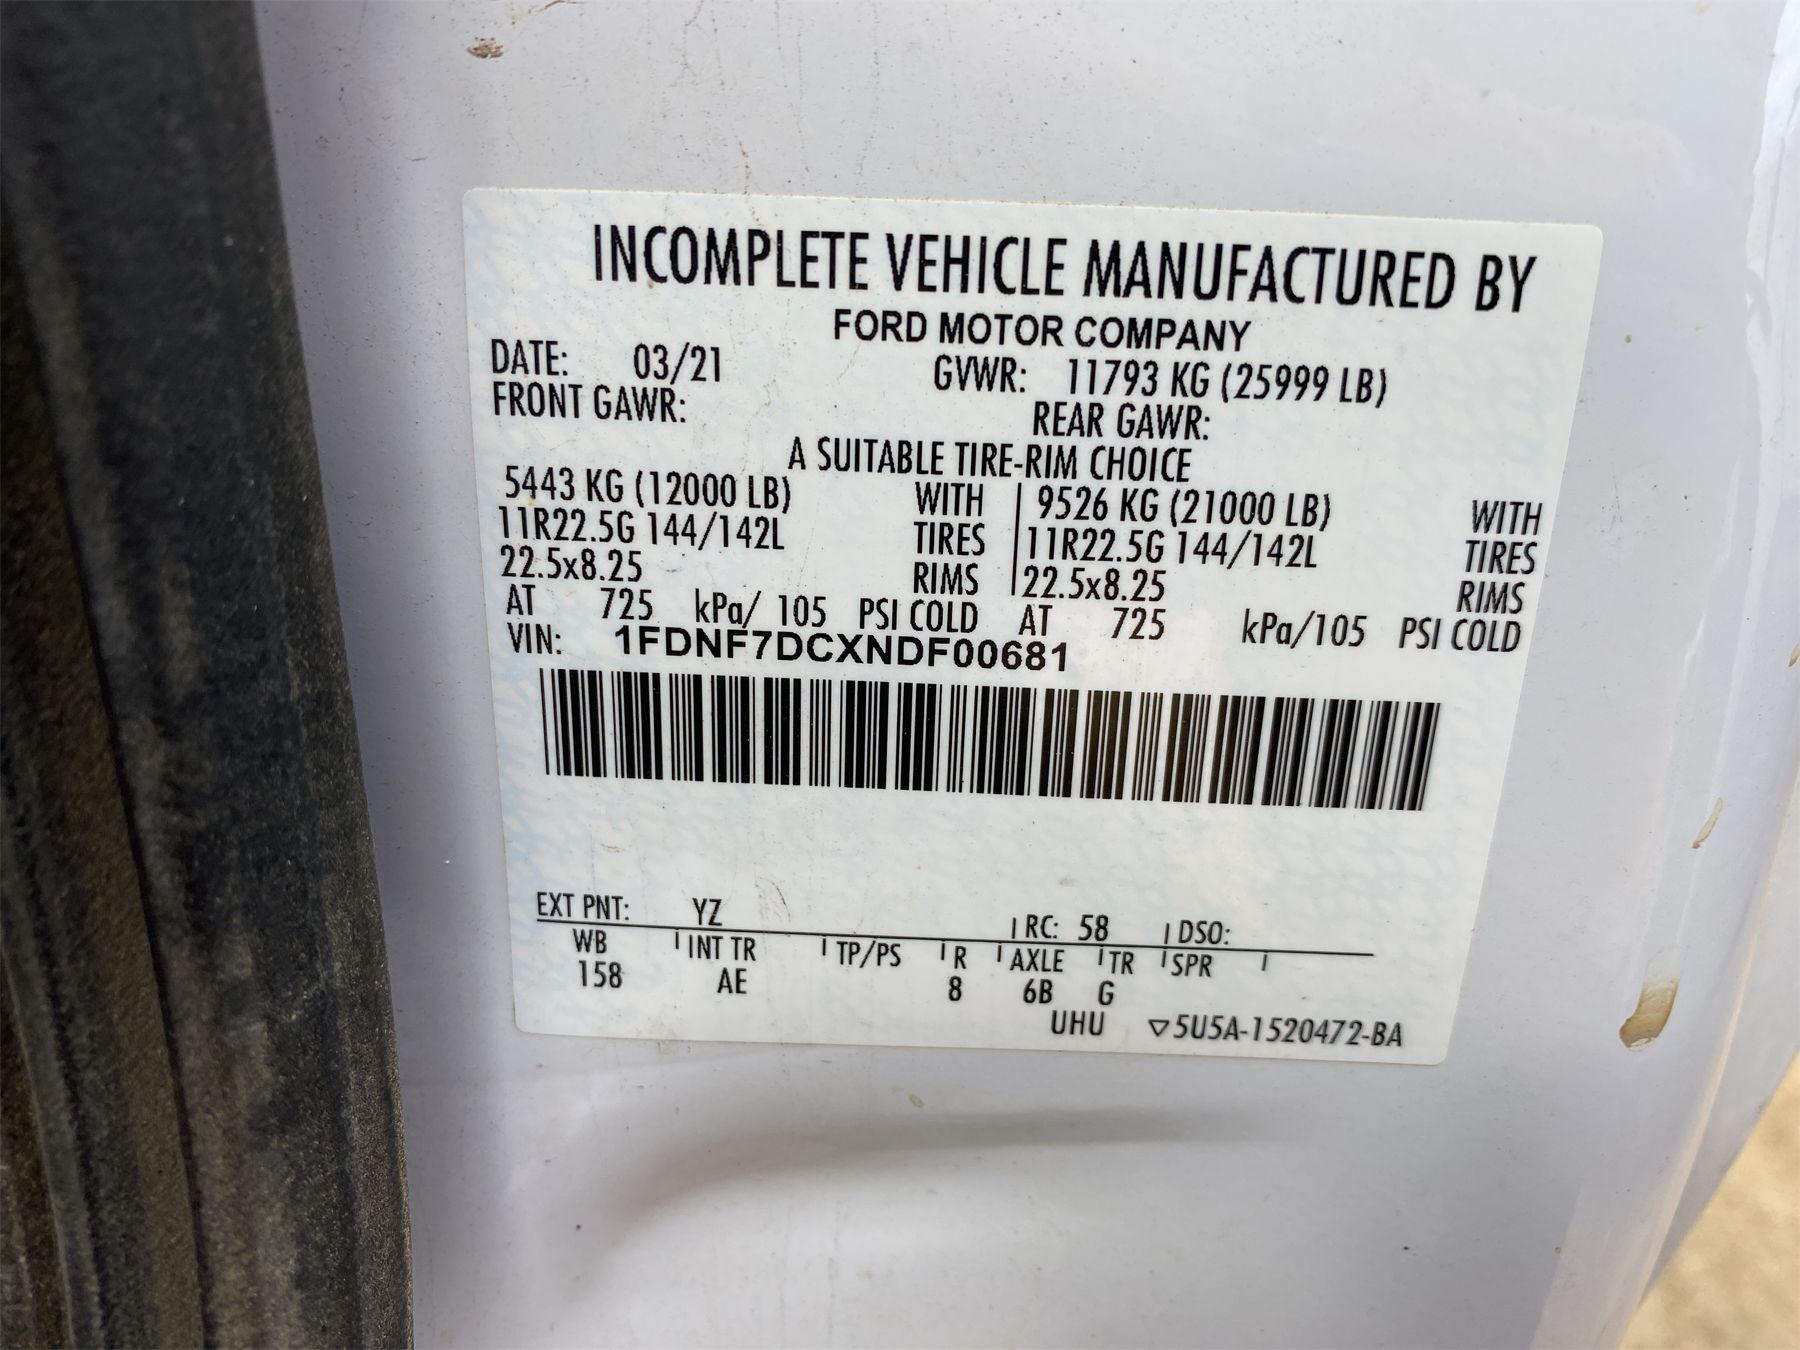 INCOMPLETE VEHICLE MANUFACTURED BY
FORD MOTOR COMPANY
DATE: 03/21 GVWR: 11793 KG (25999 LB)
FRONT GAWR: REAR GAWR:
A SUITABLE TIRE-RIM CHOICE
5443 KG (12000 LB) WITH 9526 KG (21000 LB) WITH
11R22.5G 144/142L TIRES 11R22.5G 144/142L TIRES
22.5x8.25 RIMS 22.5x8.25 RIMS
AT 725 kPa/ 105 PSI COLD AT 725 kPa/105 PSI COLD
VIN: 1FDNF7DCXNDF00681
EXT PNT: YZ RC: 58 DSO:
WB INT TR TP/PS R AXLE TR SPR
158 AE 8 6B G
UHU ▽5U5A-1520472-BA